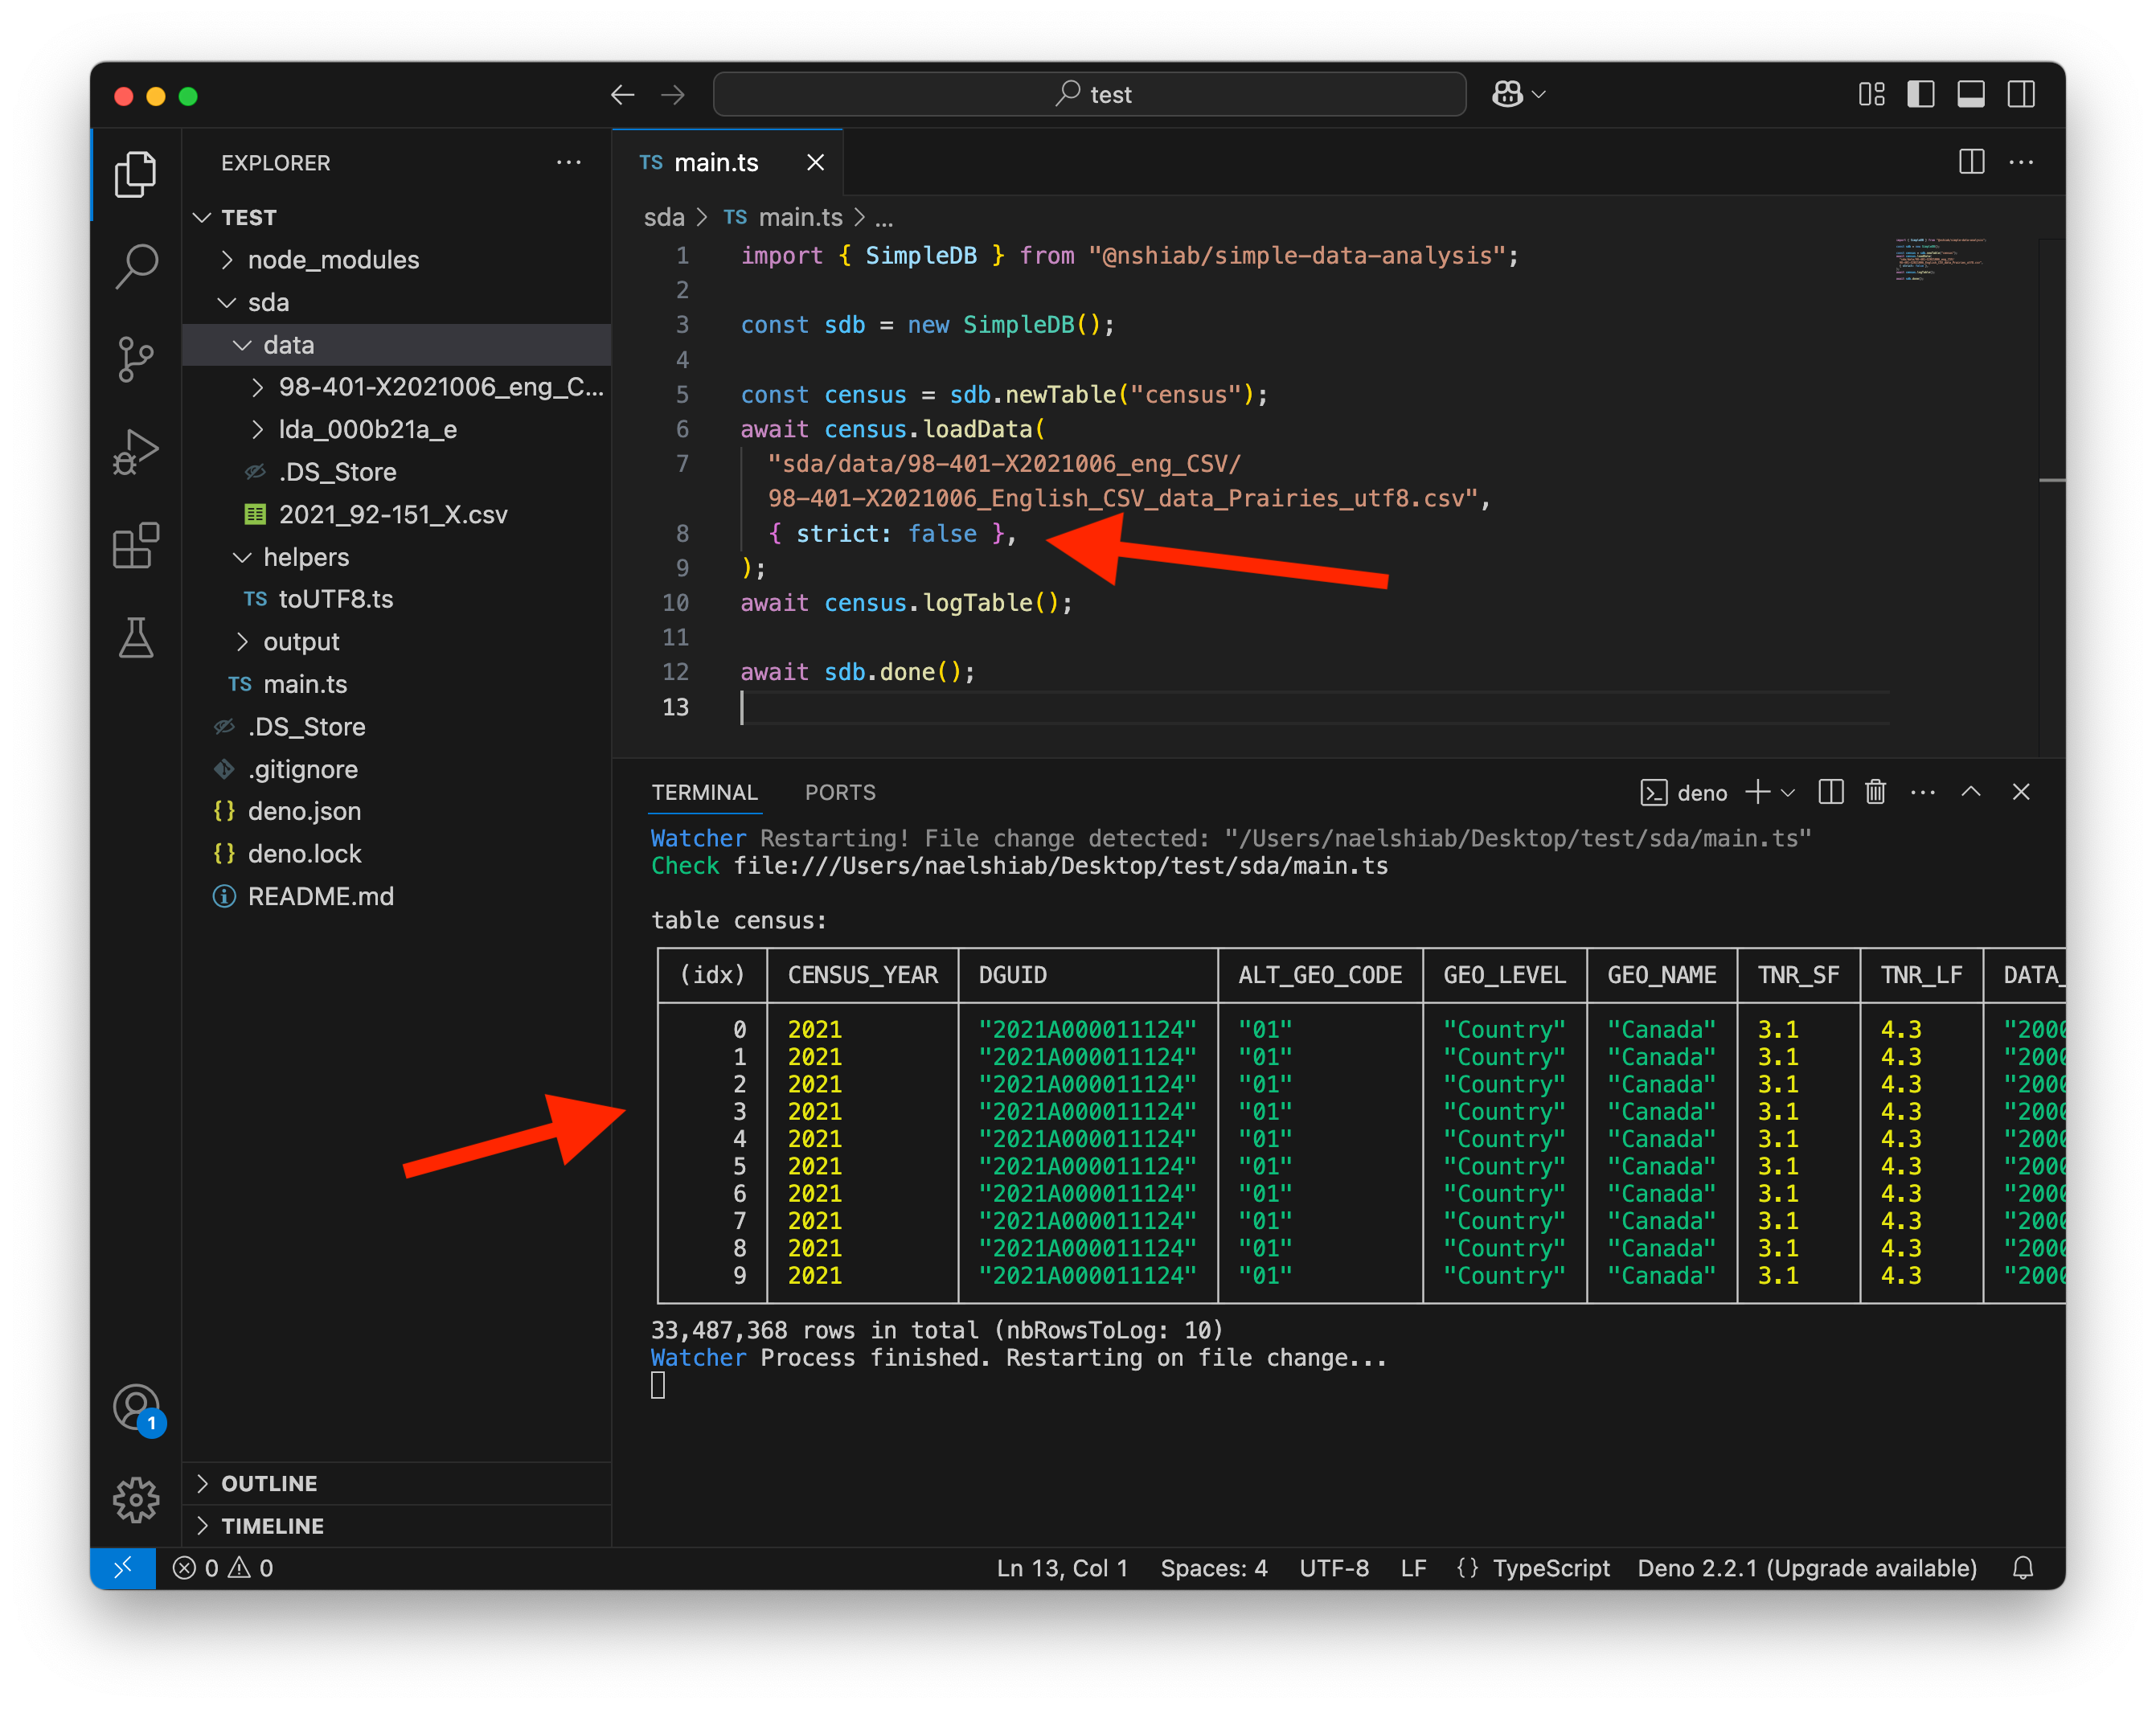 test
EXPLORER
TEST
node_modules
sda
data
98-401-X2021006_eng_C...
lda_000b21a_e
.DS_Store
2021_92-151_X.csv
helpers
TS toUTF8.ts
output
TS main.ts
.DS_Store
.gitignore
{} deno.json
{} deno.lock
README.md
OUTLINE
TIMELINE
1
TS main.ts
sda > TS main.ts > ...
1 import { SimpleDB } from "@nshiab/simple-data-analysis";
2
3 const sdb = new SimpleDB();
4
5 const census = sdb.newTable("census");
6 await census.loadData(
7 "sda/data/98-401-X2021006_eng_CSV/
98-401-X2021006_English_CSV_data_Prairies_utf8.csv",
8 { strict: false },
9 );
10 await census.logTable();
11
12 await sdb.done();
13
TERMINAL PORTS deno
Watcher Restarting! File change detected: "/Users/naelshiab/Desktop/test/sda/main.ts"
Check file:///Users/naelshiab/Desktop/test/sda/main.ts
table census:
(idx) CENSUS_YEAR DGUID ALT_GEO_CODE GEO_LEVEL GEO_NAME TNR_SF TNR_LF DATA_
0 2021 "2021A000011124" "01" "Country" "Canada" 3.1 4.3 "2000
1 2021 "2021A000011124" "01" "Country" "Canada" 3.1 4.3 "2000
2 2021 "2021A000011124" "01" "Country" "Canada" 3.1 4.3 "2000
3 2021 "2021A000011124" "01" "Country" "Canada" 3.1 4.3 "2000
4 2021 "2021A000011124" "01" "Country" "Canada" 3.1 4.3 "2000
5 2021 "2021A000011124" "01" "Country" "Canada" 3.1 4.3 "2000
6 2021 "2021A000011124" "01" "Country" "Canada" 3.1 4.3 "2000
7 2021 "2021A000011124" "01" "Country" "Canada" 3.1 4.3 "2000
8 2021 "2021A000011124" "01" "Country" "Canada" 3.1 4.3 "2000
9 2021 "2021A000011124" "01" "Country" "Canada" 3.1 4.3 "2000
33,487,368 rows in total (nbRowsToLog: 10)
Watcher Process finished. Restarting on file change...
0 0 Ln 13, Col 1 Spaces: 4 UTF-8 LF {} TypeScript Deno 2.2.1 (Upgrade available)